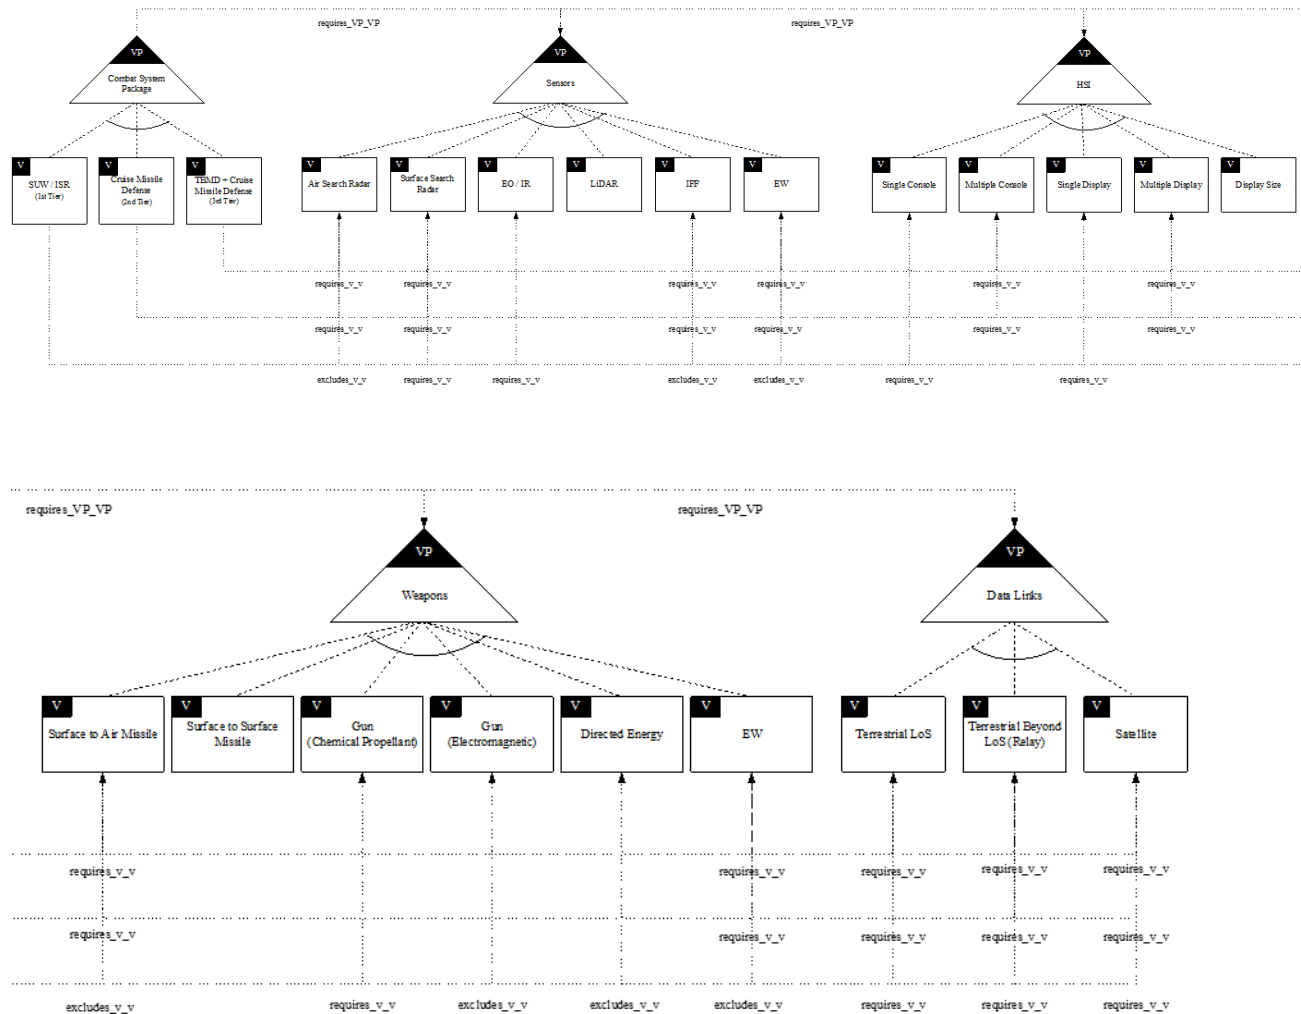 requires_VP_VP
requires_VP_VP
VP
Combat System
Package
VP
Sensors
VP
HSI
V
SUW / ISR
(1st Tier)
V
Cruise Missile
Defense
(2nd Tier)
V
TBMD + Cruise
Missile Defense
(3rd Tier)
V
Air Search Radar
V
Surface Search
Radar
V
EO / IR
V
LiDAR
V
IFF
V
EW
V
Single Console
V
Multiple Console
V
Single Display
V
Multiple Display
V
Display Size
requires_v_v
requires_v_v
requires_v_v
requires_v_v
requires_v_v
requires_v_v
requires_v_v
requires_v_v
requires_v_v
requires_v_v
requires_v_v
requires_v_v
excludes_v_v
requires_v_v
requires_v_v
excludes_v_v
excludes_v_v
requires_v_v
requires_v_v
requires_VP_VP
requires_VP_VP
VP
Weapons
VP
Data Links
V
Surface to Air Missile
V
Surface to Surface
Missile
V
Gun
(Chemical Propellant)
V
Gun
(Electromagnetic)
V
Directed Energy
V
EW
V
Terrestrial LoS
V
Terrestrial Beyond
LoS (Relay)
V
Satellite
requires_v_v
requires_v_v
requires_v_v
requires_v_v
requires_v_v
requires_v_v
requires_v_v
requires_v_v
requires_v_v
requires_v_v
excludes_v_v
requires_v_v
excludes_v_v
excludes_v_v
excludes_v_v
requires_v_v
requires_v_v
requires_v_v